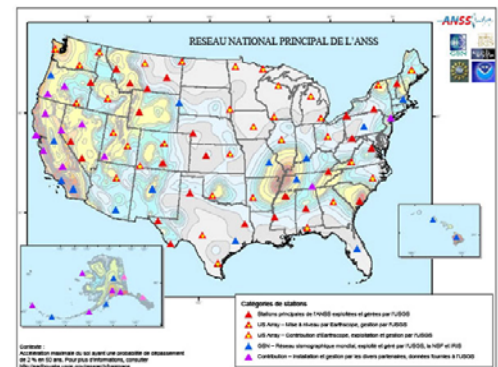 RESEAU NATIONAL PRINCIPAL DE L'ANSS
ANSS
Catégories de stations
Stations principales de l'ANSS exploitées et gérées par l'USGS
US Array – Mise à niveau par Earthscope, gestion par l'USGS
US Array – Contribution d'Earthscope, exploitation et gestion par l'USGS
GSN – Réseau sismographique mondial, exploité et géré par l'USGS, la NSF et IRIS
Contribution – Installation et gestion par les divers partenaires, données fournies à l'USGS
Contexte :
Accélération maximale du sol ayant une probabilité de dépassement
de 2 % en 50 ans. Pour plus d'informations, consulter